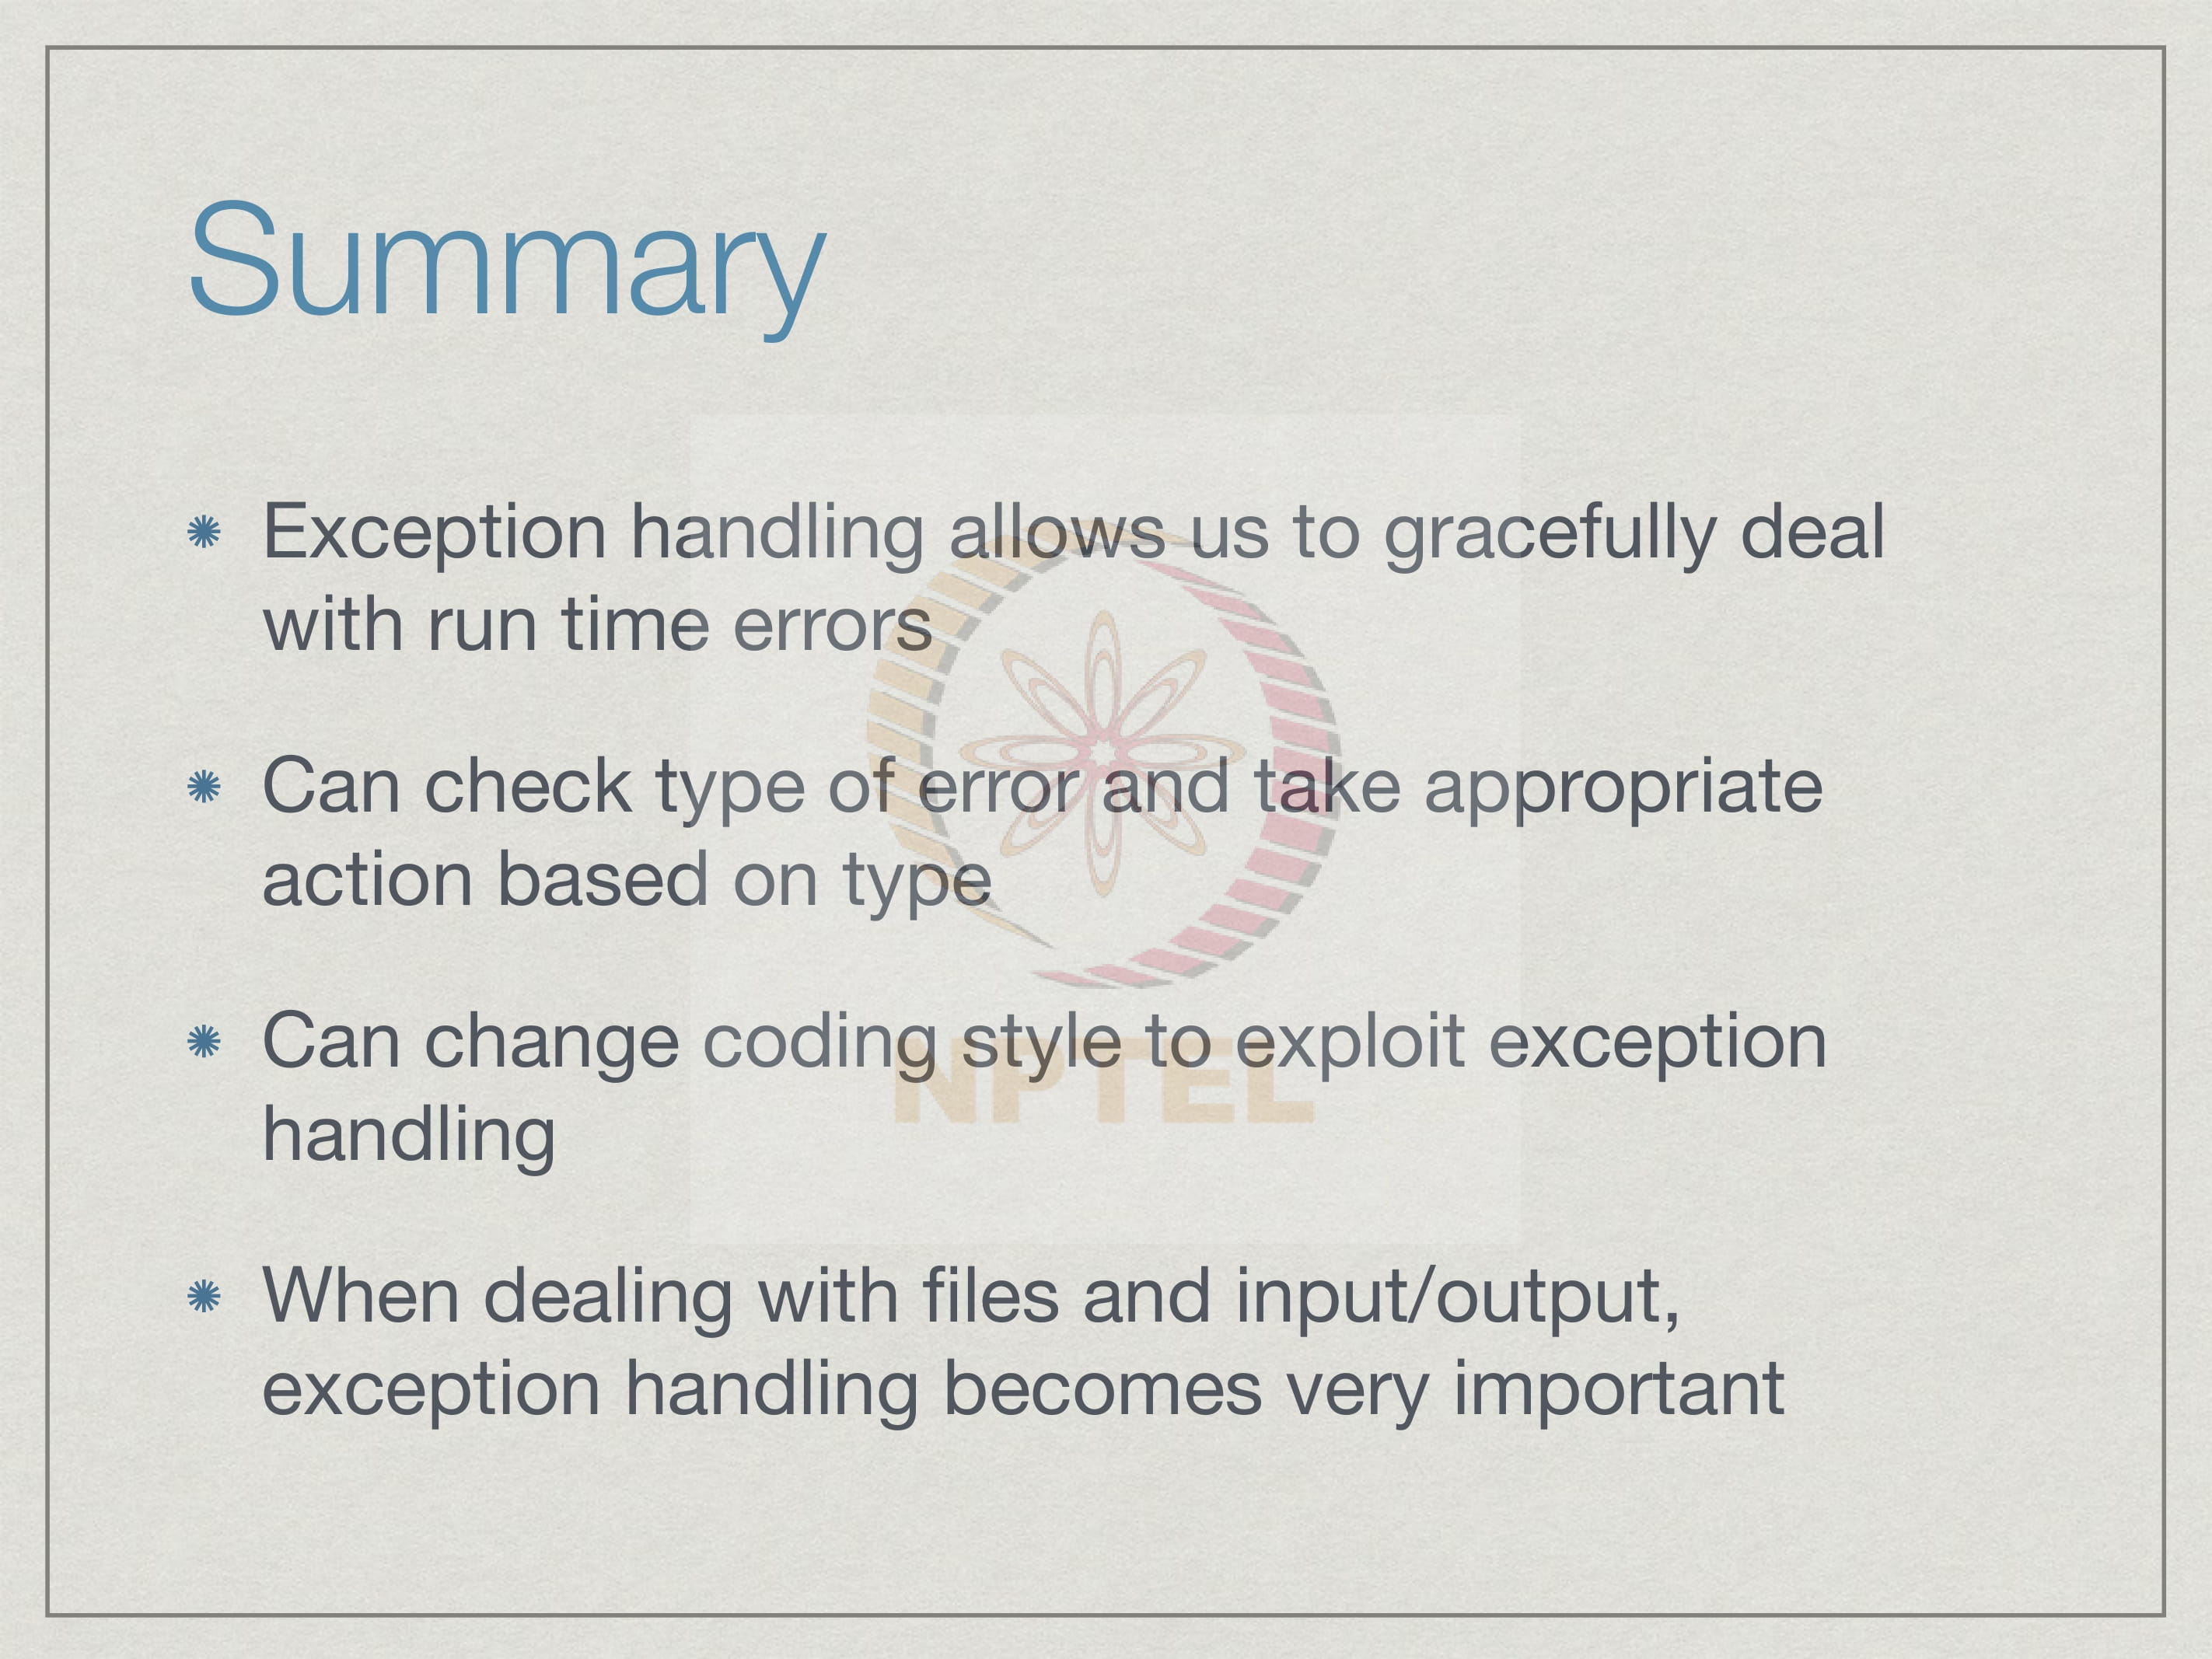 Summary
Exception handling allows us to gracefully deal
with run time errors
Can check type of error and take appropriate
action based on type
Can change coding style to exploit exception
handling
NPTEL
When dealing with files and input/output,
exception handling becomes very important